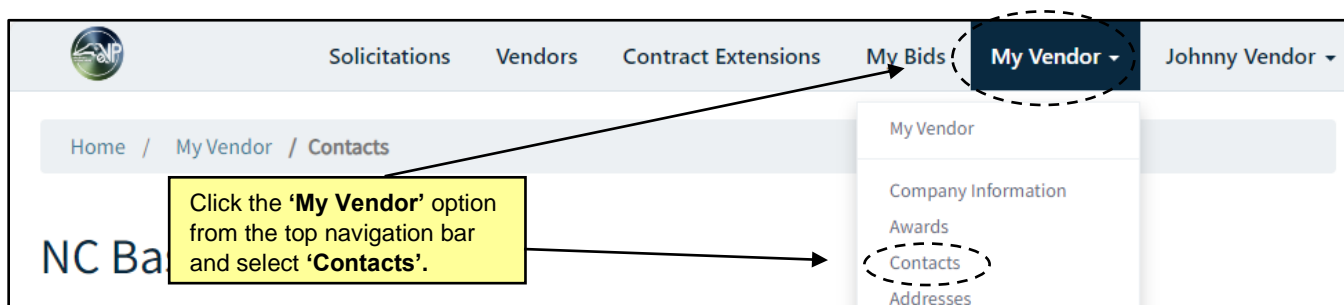 eVP
Solicitations Vendors Contract Extensions My Bids My Vendor Johnny Vendor
Home / My Vendor / Contacts
My Vendor
Click the ‘My Vendor’ option
from the top navigation bar
and select ‘Contacts’.
Company Information
Awards
Contacts
Addresses
NC Ba